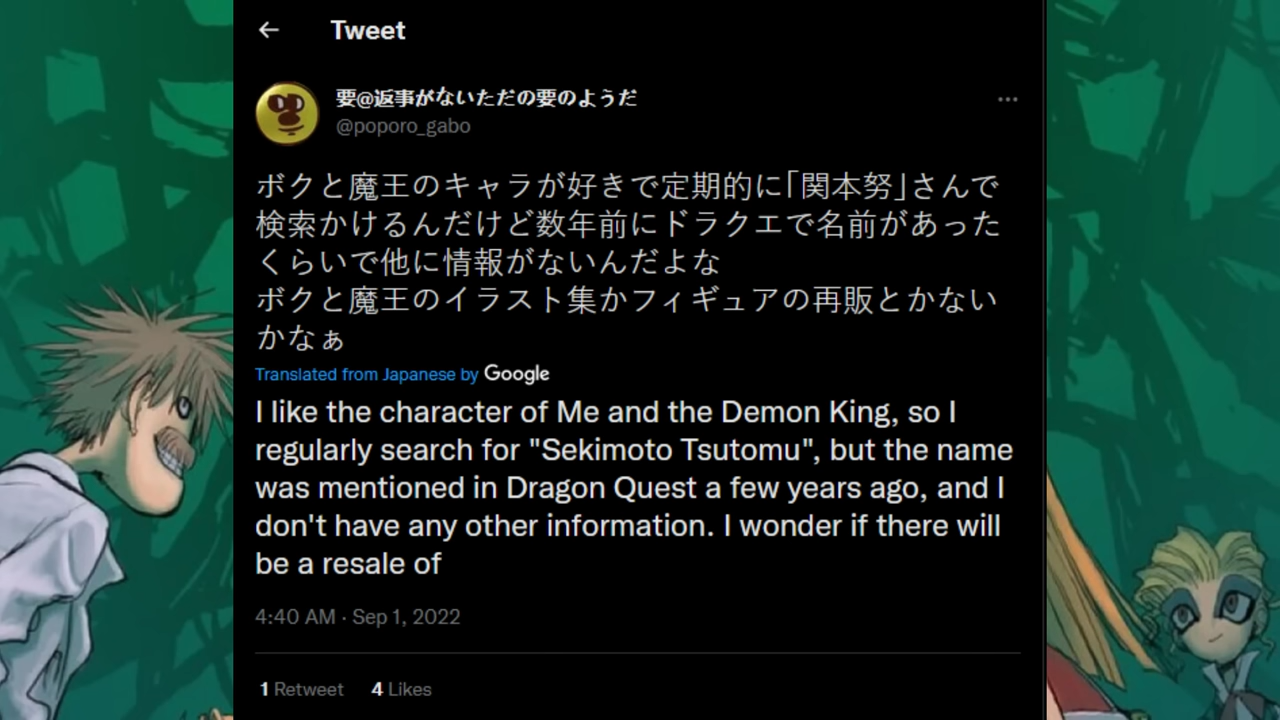 ← Tweet
要@返事がないただの要のようだ
@poporo_gabo
ボクと魔王のキャラが好きで定期的に｢関本努｣さんで
検索かけるんだけど数年前にドラクエで名前があった
くらいで他に情報がないんだよな
ボクと魔王のイラスト集かフィギュアの再販とかない
かなぁ
Translated from Japanese by Google
I like the character of Me and the Demon King, so I
regularly search for "Sekimoto Tsutomu", but the name
was mentioned in Dragon Quest a few years ago, and I
don't have any other information. I wonder if there will
be a resale of
4:40 AM · Sep 1, 2022
1 Retweet 4 Likes